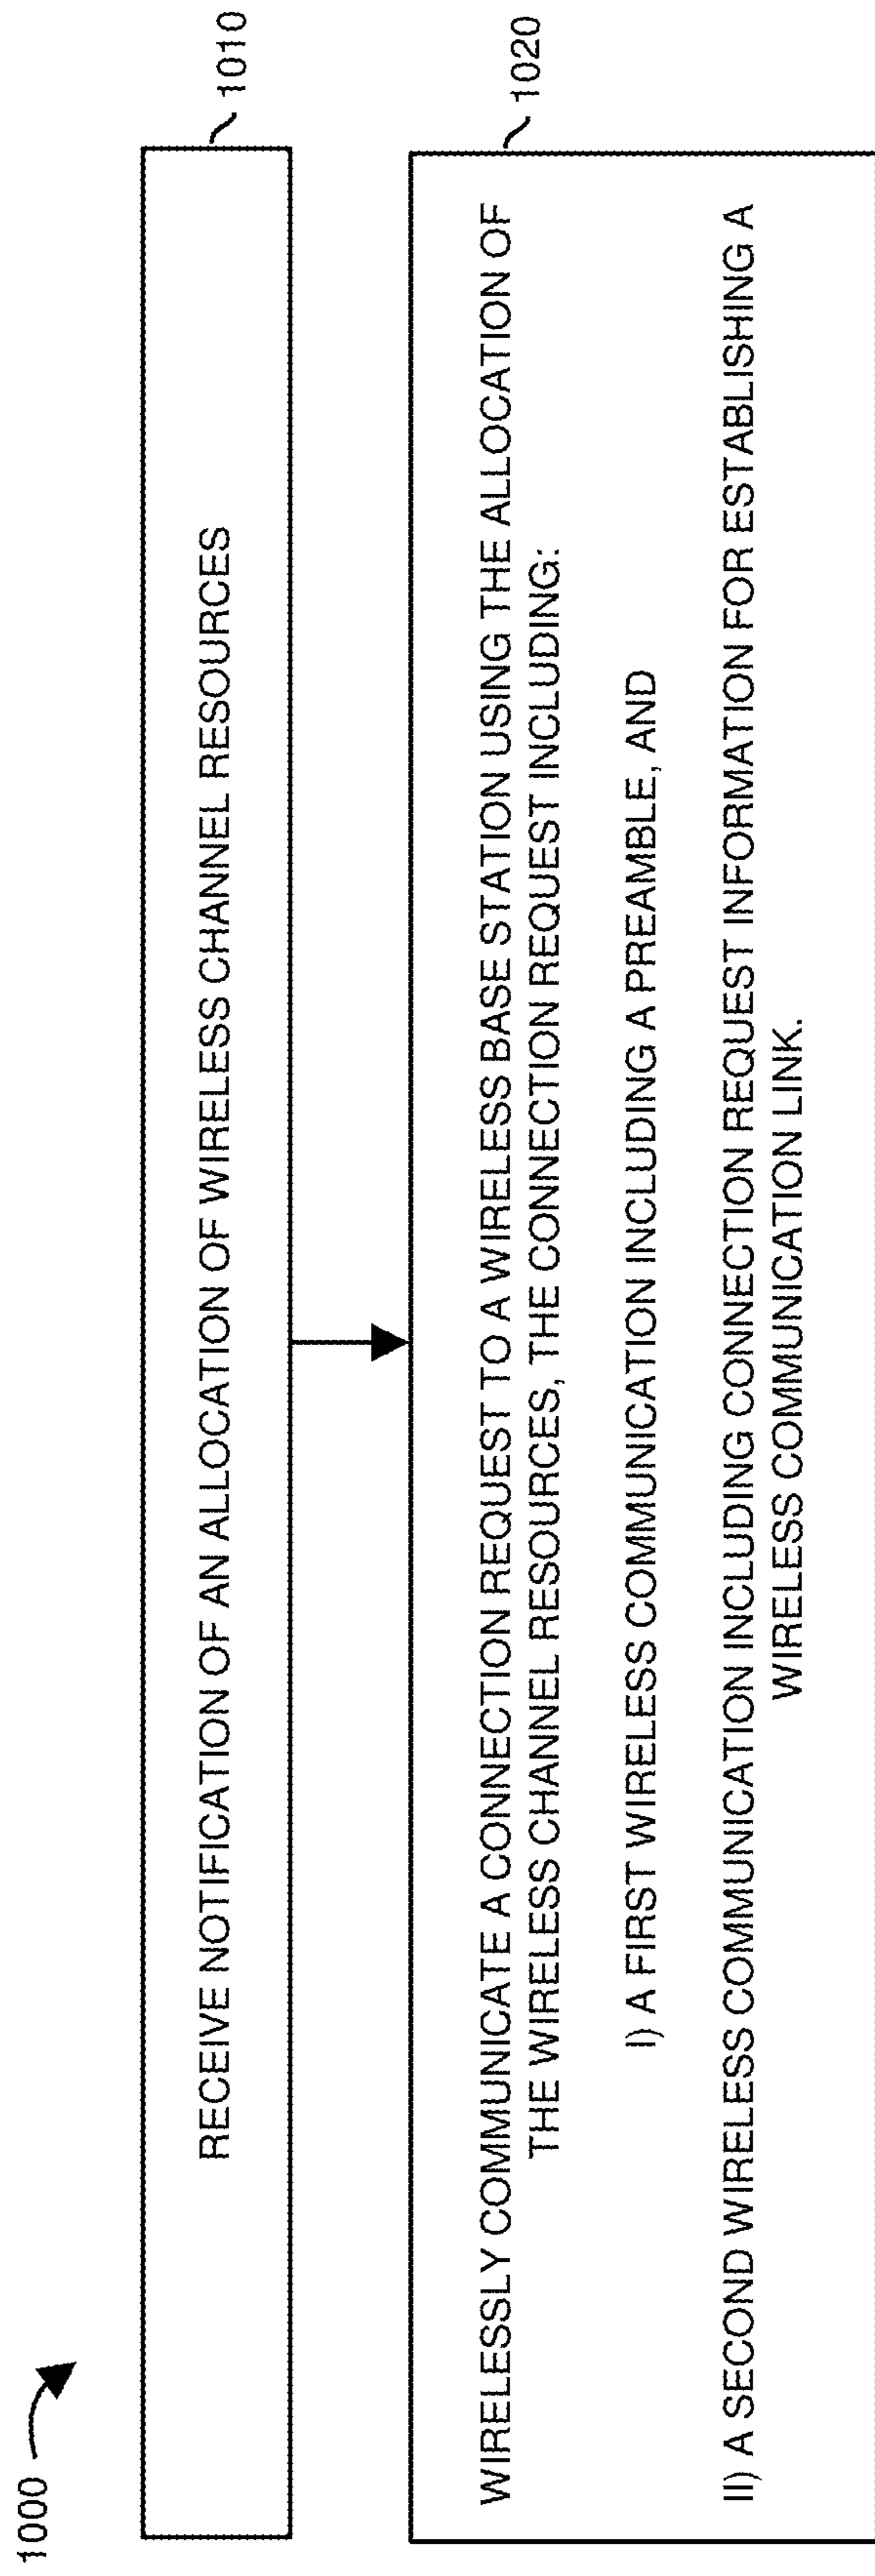 1000
RECEIVE NOTIFICATION OF AN ALLOCATION OF WIRELESS CHANNEL RESOURCES
1010
WIRELESSLY COMMUNICATE A CONNECTION REQUEST TO A WIRELESS BASE STATION USING THE ALLOCATION OF
THE WIRELESS CHANNEL RESOURCES, THE CONNECTION REQUEST INCLUDING:
I) A FIRST WIRELESS COMMUNICATION INCLUDING A PREAMBLE, AND
II) A SECOND WIRELESS COMMUNICATION INCLUDING CONNECTION REQUEST INFORMATION FOR ESTABLISHING A
WIRELESS COMMUNICATION LINK.
1020